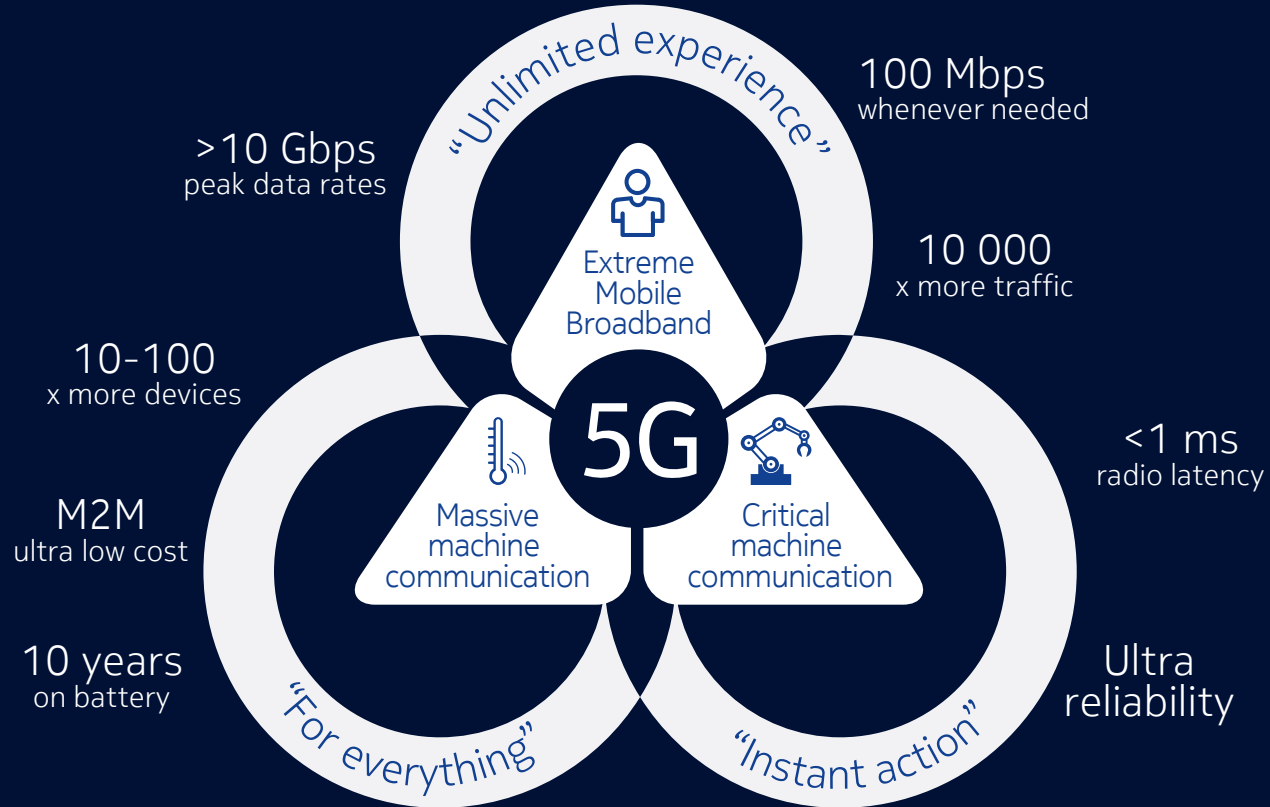 “Unlimited experience”
100 Mbps
whenever needed
>10 Gbps
peak data rates
10 000
x more traffic
Extreme
Mobile
Broadband
10-100
x more devices
5G
<1 ms
radio latency
M2M
ultra low cost
Massive
machine
communication
Critical
machine
communication
10 years
on battery
Ultra
reliability
“For everything”
“Instant action”